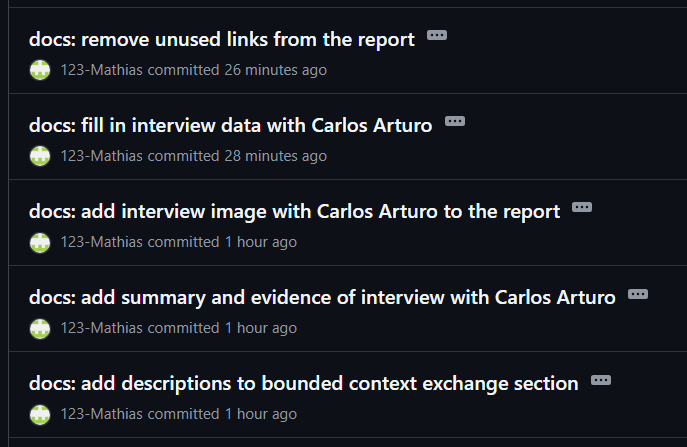 docs: remove unused links from the report
123-Mathias committed 26 minutes ago
docs: fill in interview data with Carlos Arturo
123-Mathias committed 28 minutes ago
docs: add interview image with Carlos Arturo to the report
123-Mathias committed 1 hour ago
docs: add summary and evidence of interview with Carlos Arturo
123-Mathias committed 1 hour ago
docs: add descriptions to bounded context exchange section
123-Mathias committed 1 hour ago